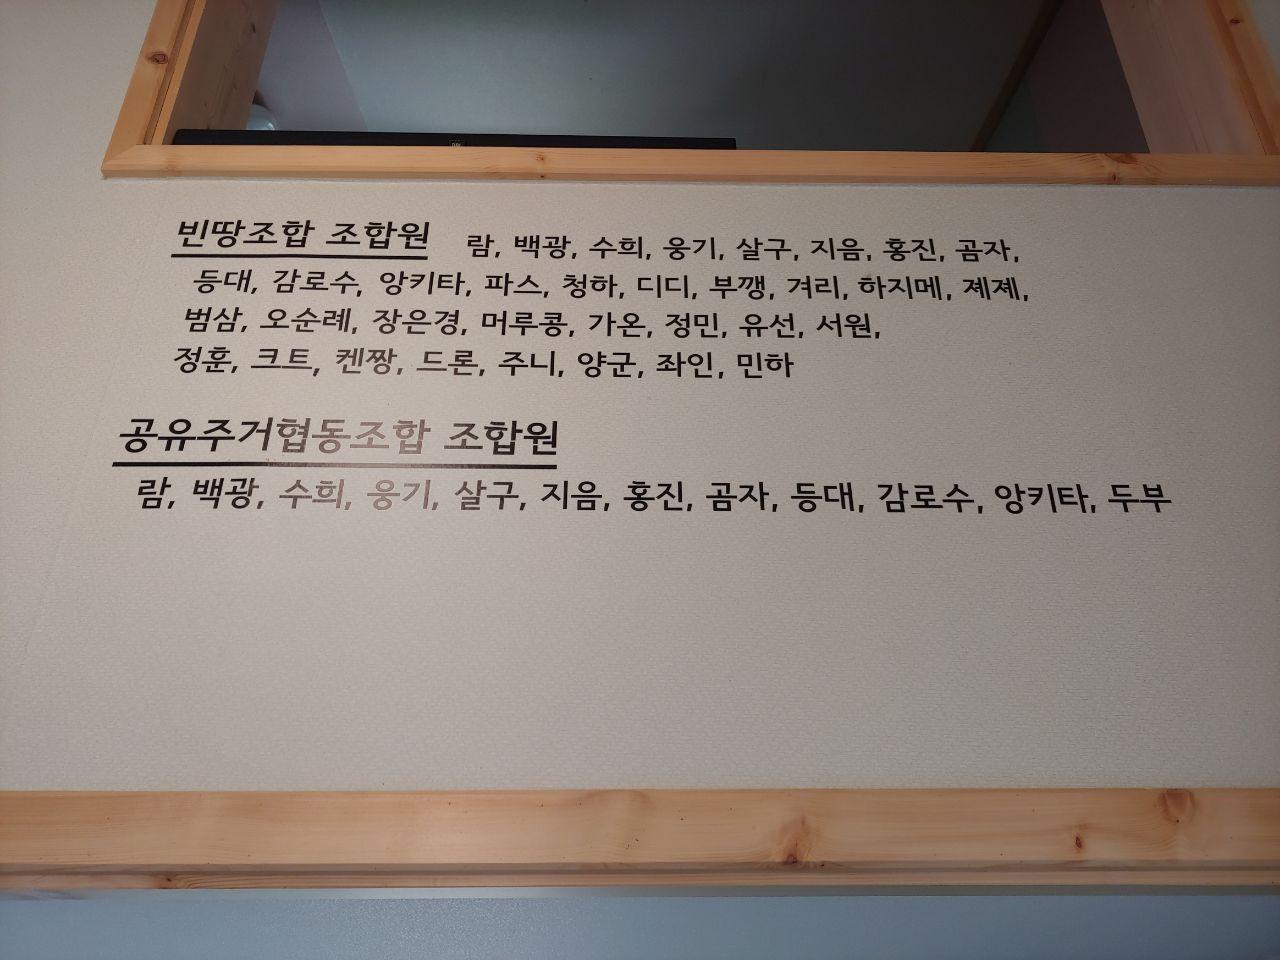 빈땅조합 조합원 람, 백광, 수희, 웅기, 살구, 지음, 홍진, 곰자,
등대, 감로수, 앙키타, 파스, 청하, 디디, 부깽, 겨리, 하지메, 졔졔,
범삼, 오순례, 장은경, 머루콩, 가온, 정민, 유선, 서원,
정훈, 크트, 켄짱, 드론, 주니, 양군, 좌인, 민하
공유주거협동조합 조합원
람, 백광, 수희, 웅기, 살구, 지음, 홍진, 곰자, 등대, 감로수, 앙키타, 두부